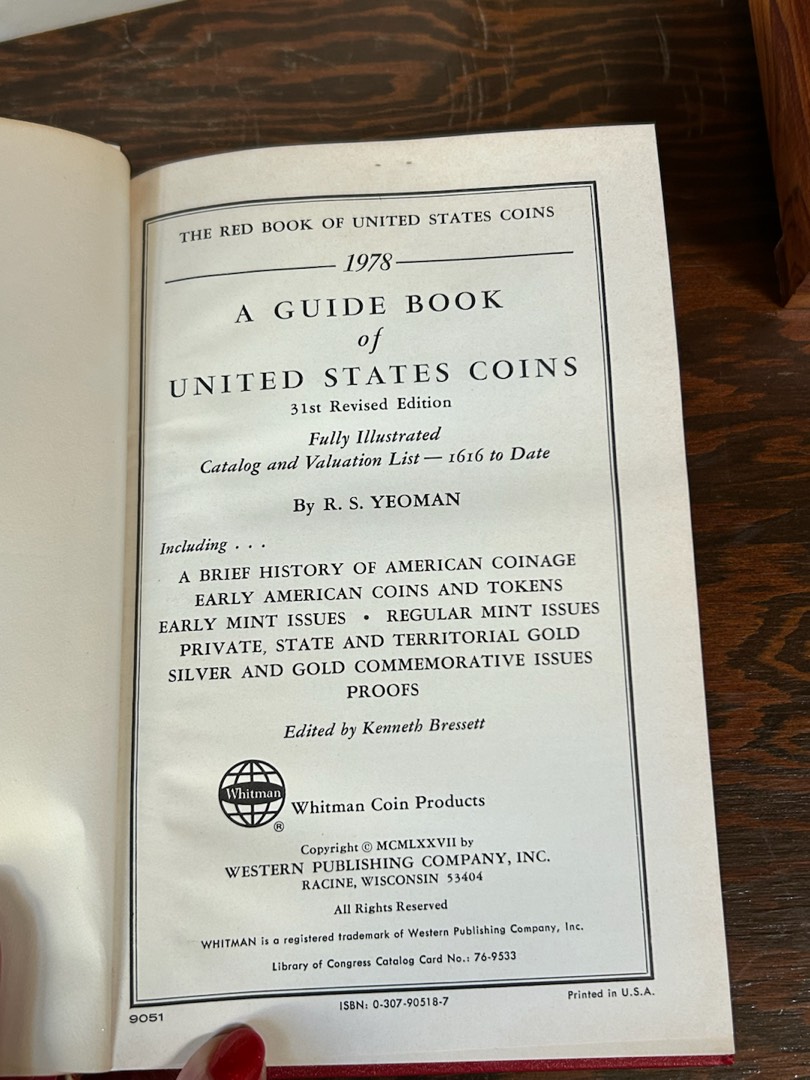 THE RED BOOK OF UNITED STATES COINS
1978
A GUIDE BOOK
of
UNITED STATES COINS
31st Revised Edition
Fully Illustrated
Catalog and Valuation List — 1616 to Date
By R. S. YEOMAN
Including . . .
A BRIEF HISTORY OF AMERICAN COINAGE
EARLY AMERICAN COINS AND TOKENS
EARLY MINT ISSUES • REGULAR MINT ISSUES
PRIVATE, STATE AND TERRITORIAL GOLD
SILVER AND GOLD COMMEMORATIVE ISSUES
PROOFS
Edited by Kenneth Bressett
Whitman
®
Whitman Coin Products
Copyright © MCMLXXVII by
WESTERN PUBLISHING COMPANY, INC.
RACINE, WISCONSIN 53404
All Rights Reserved
WHITMAN is a registered trademark of Western Publishing Company, Inc.
Library of Congress Catalog Card No.: 76-9533
9051
ISBN: 0-307-90518-7
Printed in U.S.A.